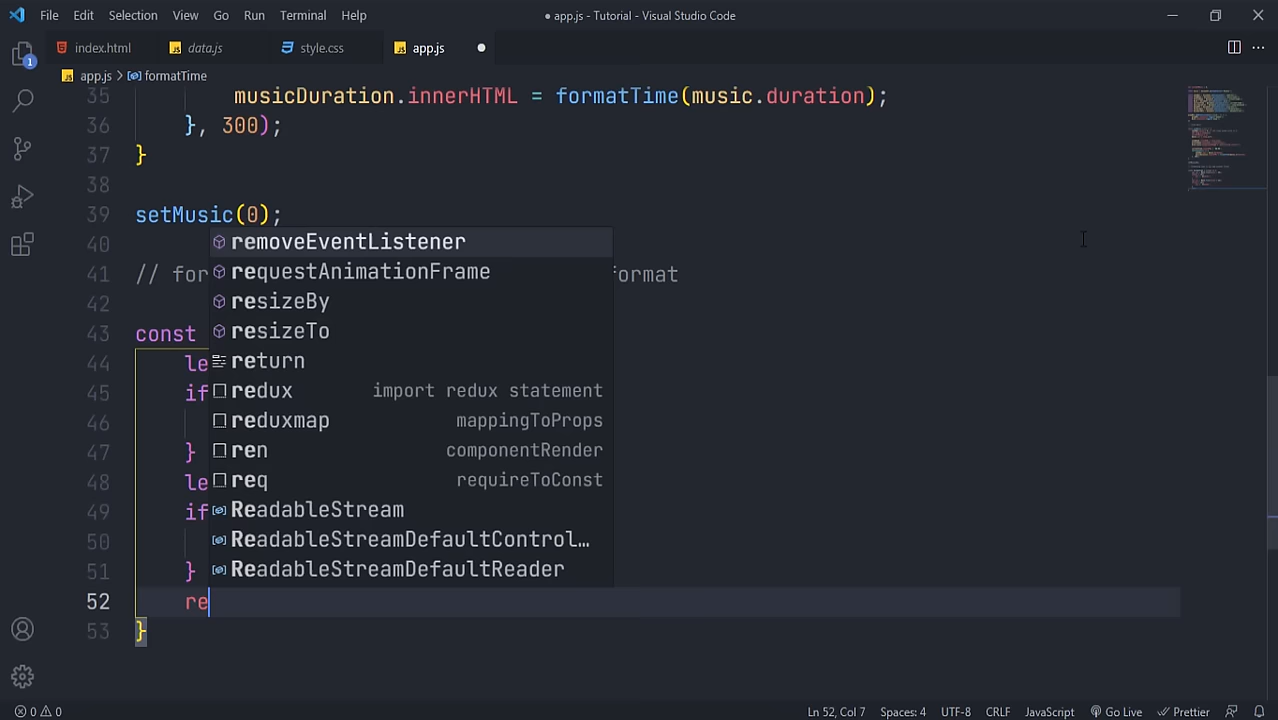 File Edit Selection View Go Run Terminal Help
● app.js - Tutorial - Visual Studio Code
index.html
data.js
style.css
app.js
app.js > formatTime
35 musicDuration.innerHTML = formatTime(music.duration);
36 }, 300);
37 }
38
39 setMusic(0);
40
41 // for format
42
43 const
44 le
45 if
46
47 }
48 le
49 if
50
51 }
52 re
53 }
removeEventListener
requestAnimationFrame
resizeBy
resizeTo
return
redux import redux statement
reduxmap mappingToProps
ren componentRender
req requireToConst
ReadableStream
ReadableStreamDefaultControl…
ReadableStreamDefaultReader
1
0 0 Ln 52, Col 7 Spaces: 4 UTF-8 CRLF JavaScript Go Live Prettier